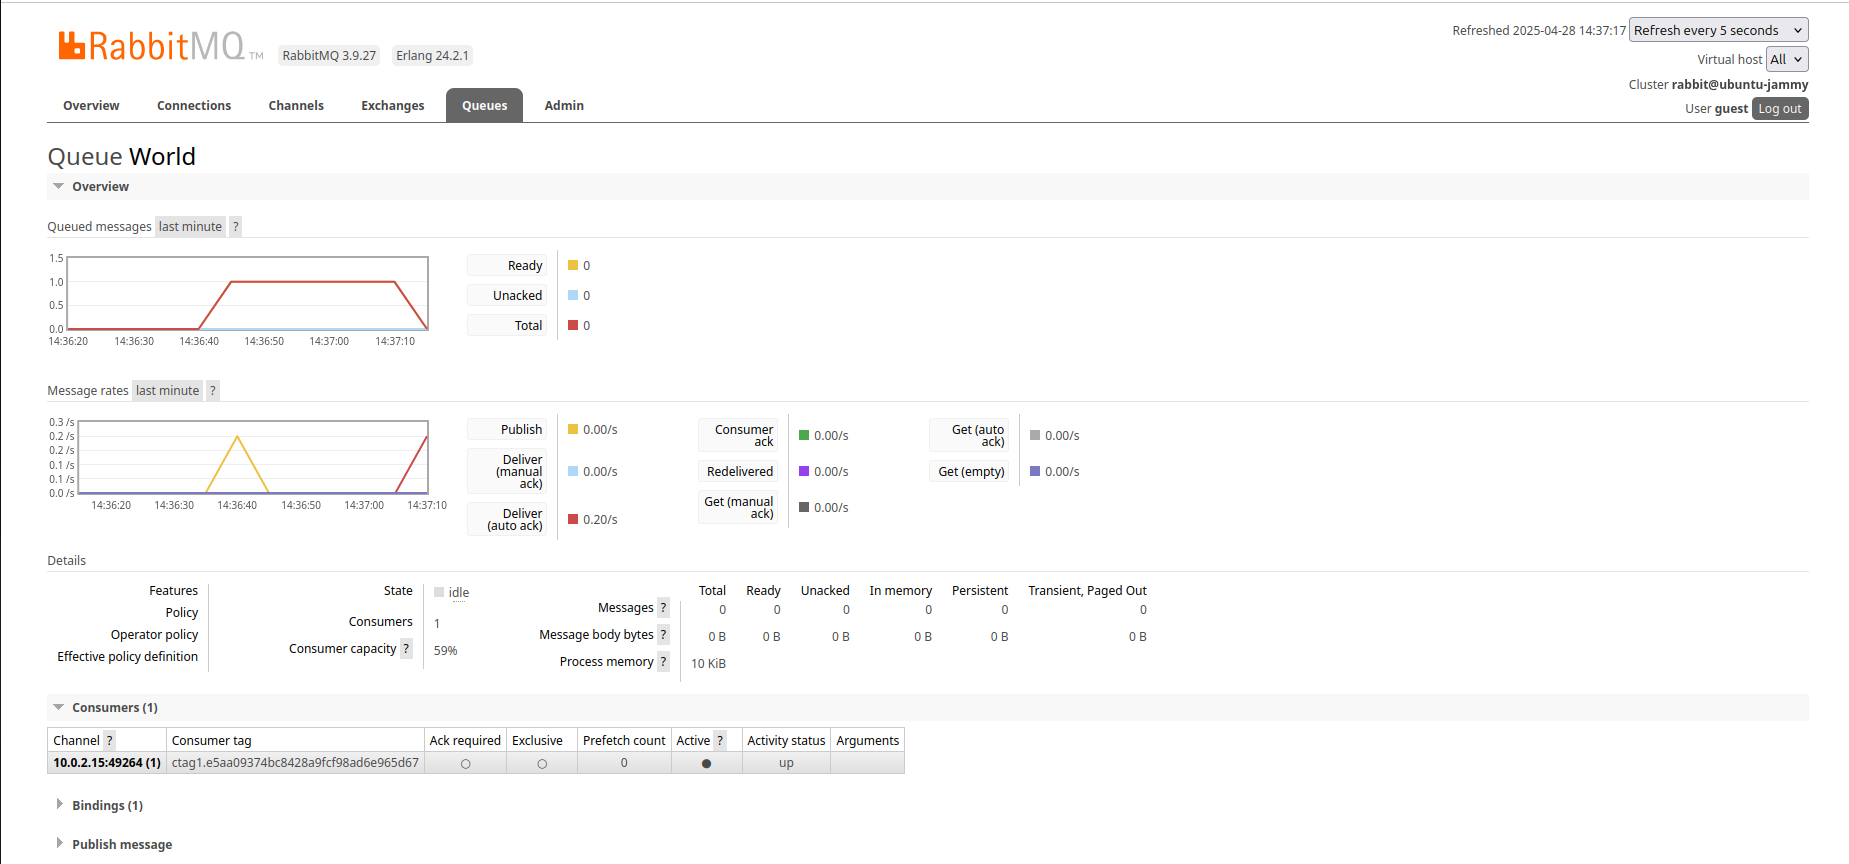 RabbitMQ TM RabbitMQ 3.9.27 Erlang 24.2.1
Refreshed 2025-04-28 14:37:17 Refresh every 5 seconds
Virtual host All
Cluster rabbit@ubuntu-jammy
User guest Log out
Overview Connections Channels Exchanges Queues Admin
Queue World
Overview
Queued messages last minute ?
1.5
1.0
0.5
0.0
14:36:20 14:36:30 14:36:40 14:36:50 14:37:00 14:37:10
Ready 0
Unacked 0
Total 0
Message rates last minute ?
0.3 /s
0.2 /s
0.2 /s
0.1 /s
0.1 /s
0.0 /s
14:36:20 14:36:30 14:36:40 14:36:50 14:37:00 14:37:10
Publish 0.00/s
Deliver
(manual
ack) 0.00/s
Deliver
(auto ack) 0.20/s
Consumer
ack 0.00/s
Redelivered 0.00/s
Get (manual
ack) 0.00/s
Get (auto
ack) 0.00/s
Get (empty) 0.00/s
Details
Features
Policy
Operator policy
Effective policy definition
State idle
Consumers 1
Consumer capacity ? 59%
Total Ready Unacked In memory Persistent Transient, Paged Out
Messages ? 0 0 0 0 0 0
Message body bytes ? 0 B 0 B 0 B 0 B 0 B 0 B
Process memory ? 10 KiB
Consumers (1)
Channel ? Consumer tag Ack required Exclusive Prefetch count Active ? Activity status Arguments
10.0.2.15:49264 (1) ctag1.e5aa09374bc8428a9fcf98ad6e965d67 ○ ○ 0 ● up
Bindings (1)
Publish message